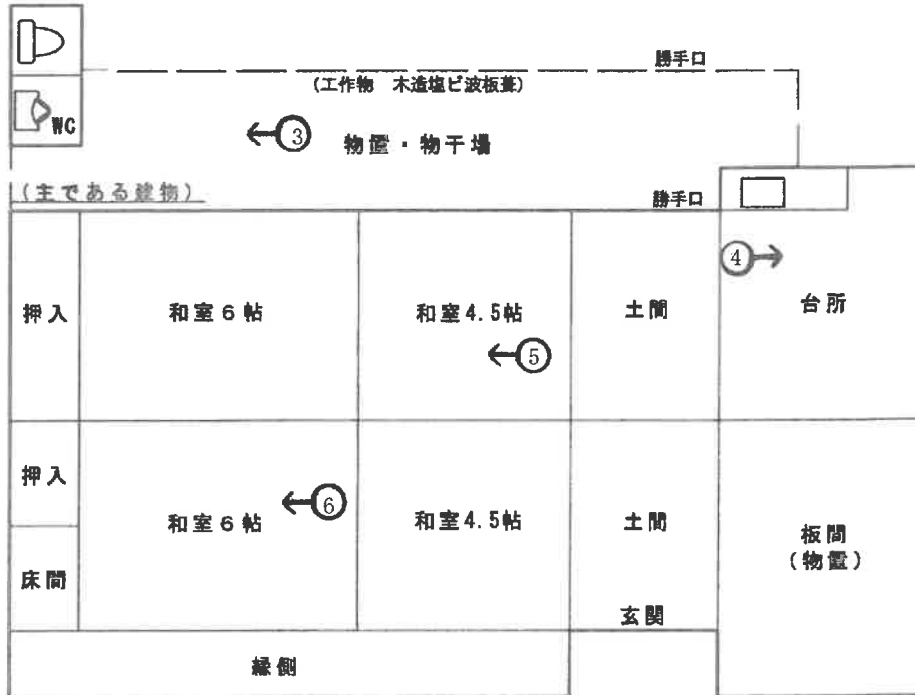 勝手口
(工作物 木造塩ビ波板葺)
WC
③
物置・物干場
(主である建物)
勝手口
④
押入
和室6帖
和室4.5帖
土間
台所
⑤
押入
和室6帖
⑥
和室4.5帖
土間
板間
(物置)
床間
玄関
縁側